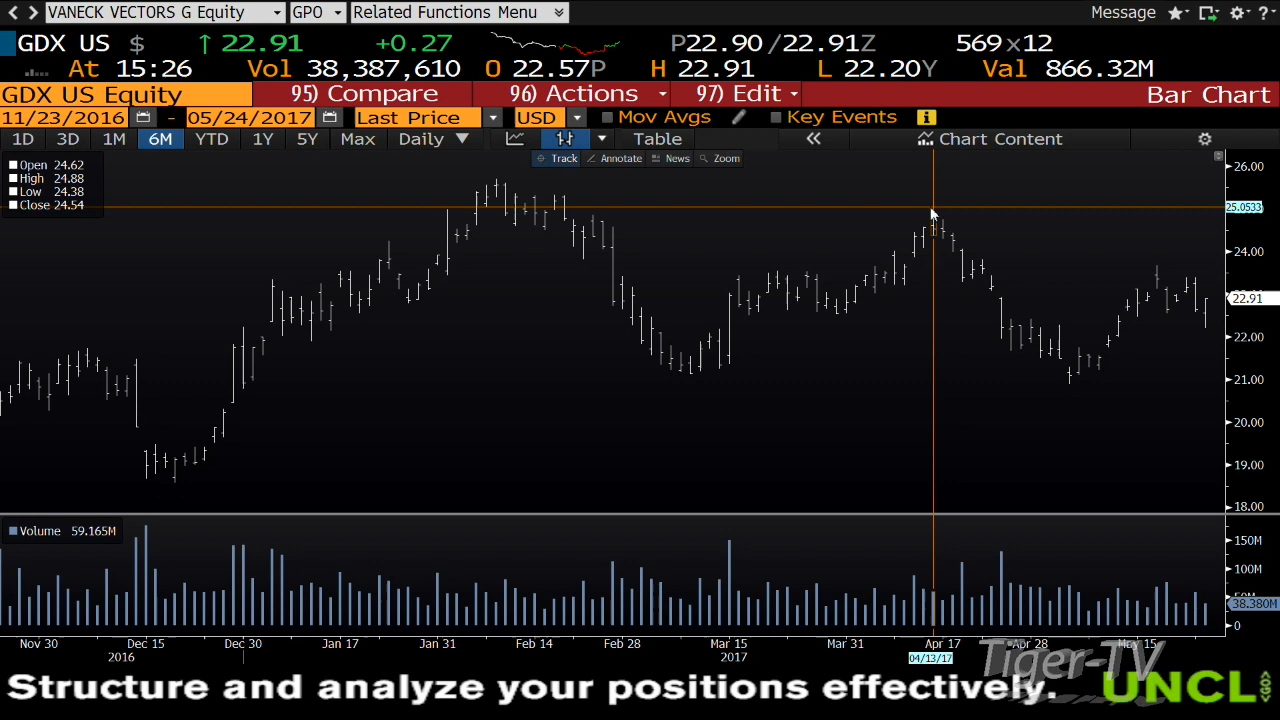 VANECK VECTORS G Equity GPO Related Functions Menu Message ?
GDX US $ ↑ 22.91 +0.27 P22.90 /22.91Z 569x12
At 15:26 Vol 38,387,610 O 22.57P H 22.91 L 22.20Y Val 866.32M
GDX US Equity 95) Compare 96) Actions 97) Edit Bar Chart
11/23/2016 - 05/24/2017 Last Price USD Mov Avgs Key Events i
1D 3D 1M 6M YTD 1Y 5Y Max Daily ▼ Table « Chart Content
Track Annotate News Zoom
Open 24.62
High 24.88
Low 24.38
Close 24.54
26.00
25.0533
24.00
22.91
22.00
21.00
20.00
19.00
18.00
Volume 59.165M
150M
100M
38.380M
0
Nov 30 Dec 15 Dec 30 Jan 17 Jan 31 Feb 14 Feb 28 Mar 15 Mar 31 Apr 17 Apr 28 May 15
2016 2017 04/13/17
Tiger-TV
Structure and analyze your positions effectively. UNCL